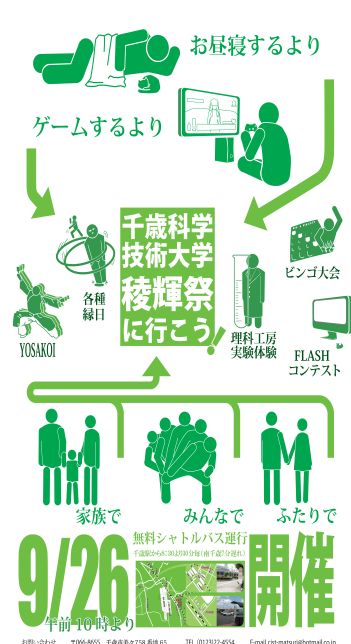 お昼寝するより
ゲームするより
千歳科学
技術大学
稜輝祭
に行こう!
ビンゴ大会
各種
縁日
YOSAKOI
理科工房
実験体験
FLASH
コンテスト
家族で
みんなで
ふたりで
無料シャトルバス運行
9/26
開催
午前10時より